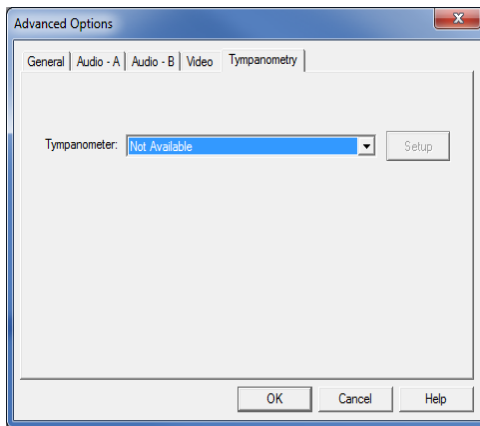 Advanced Options
General Audio - A Audio - B Video Tympanometry
Tympanometer: Not Available Setup
OK Cancel Help